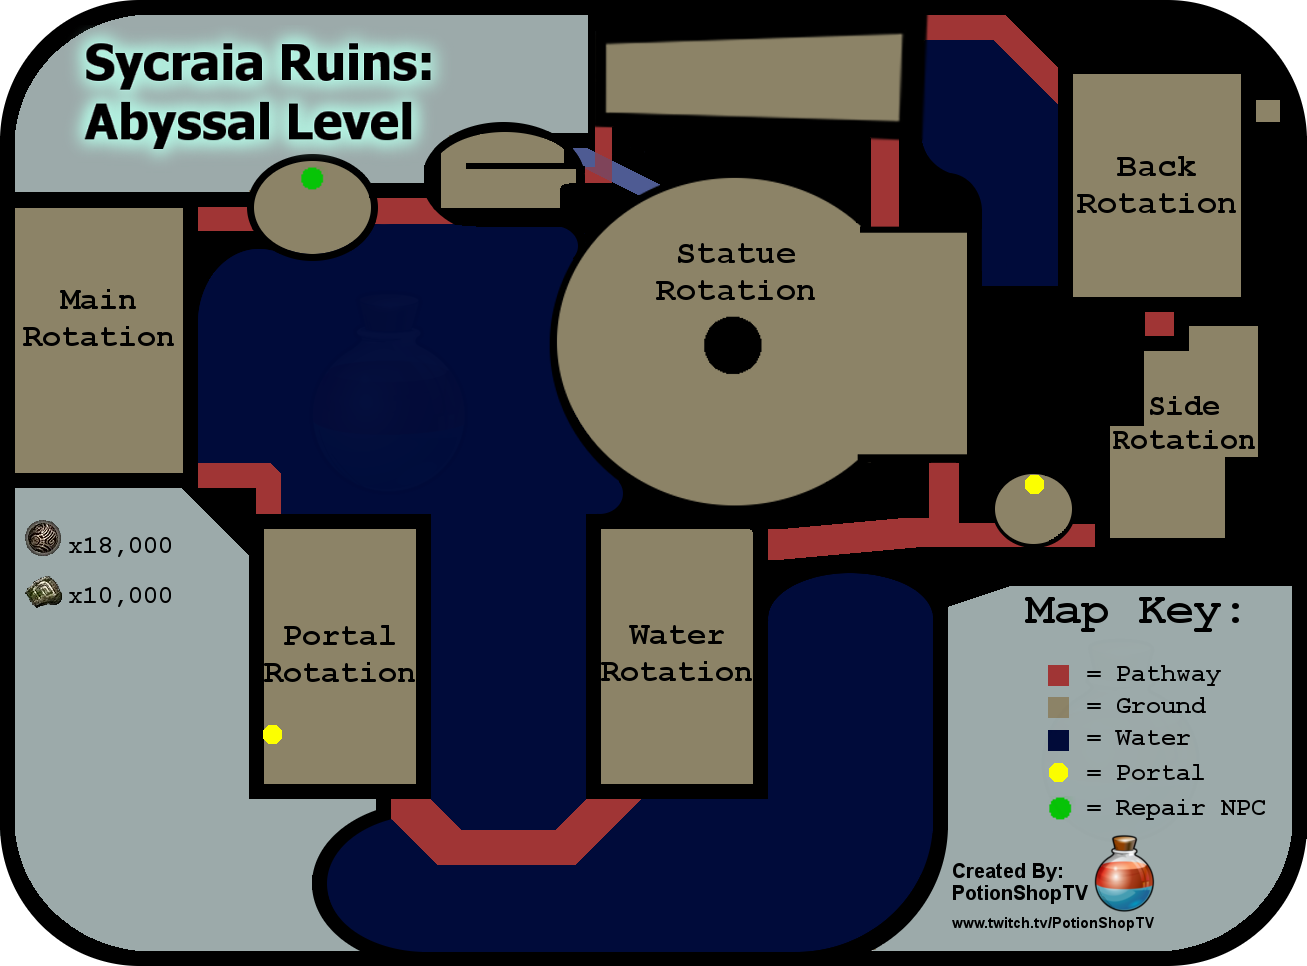 Sycraia Ruins:
Abyssal Level
Main
Rotation
Statue
Rotation
Back
Rotation
Side
Rotation
x18,000
x10,000
Portal
Rotation
Water
Rotation
Map Key:
= Pathway
= Ground
= Water
= Portal
= Repair NPC
Created By:
PotionShopTV
www.twitch.tv/PotionShopTV